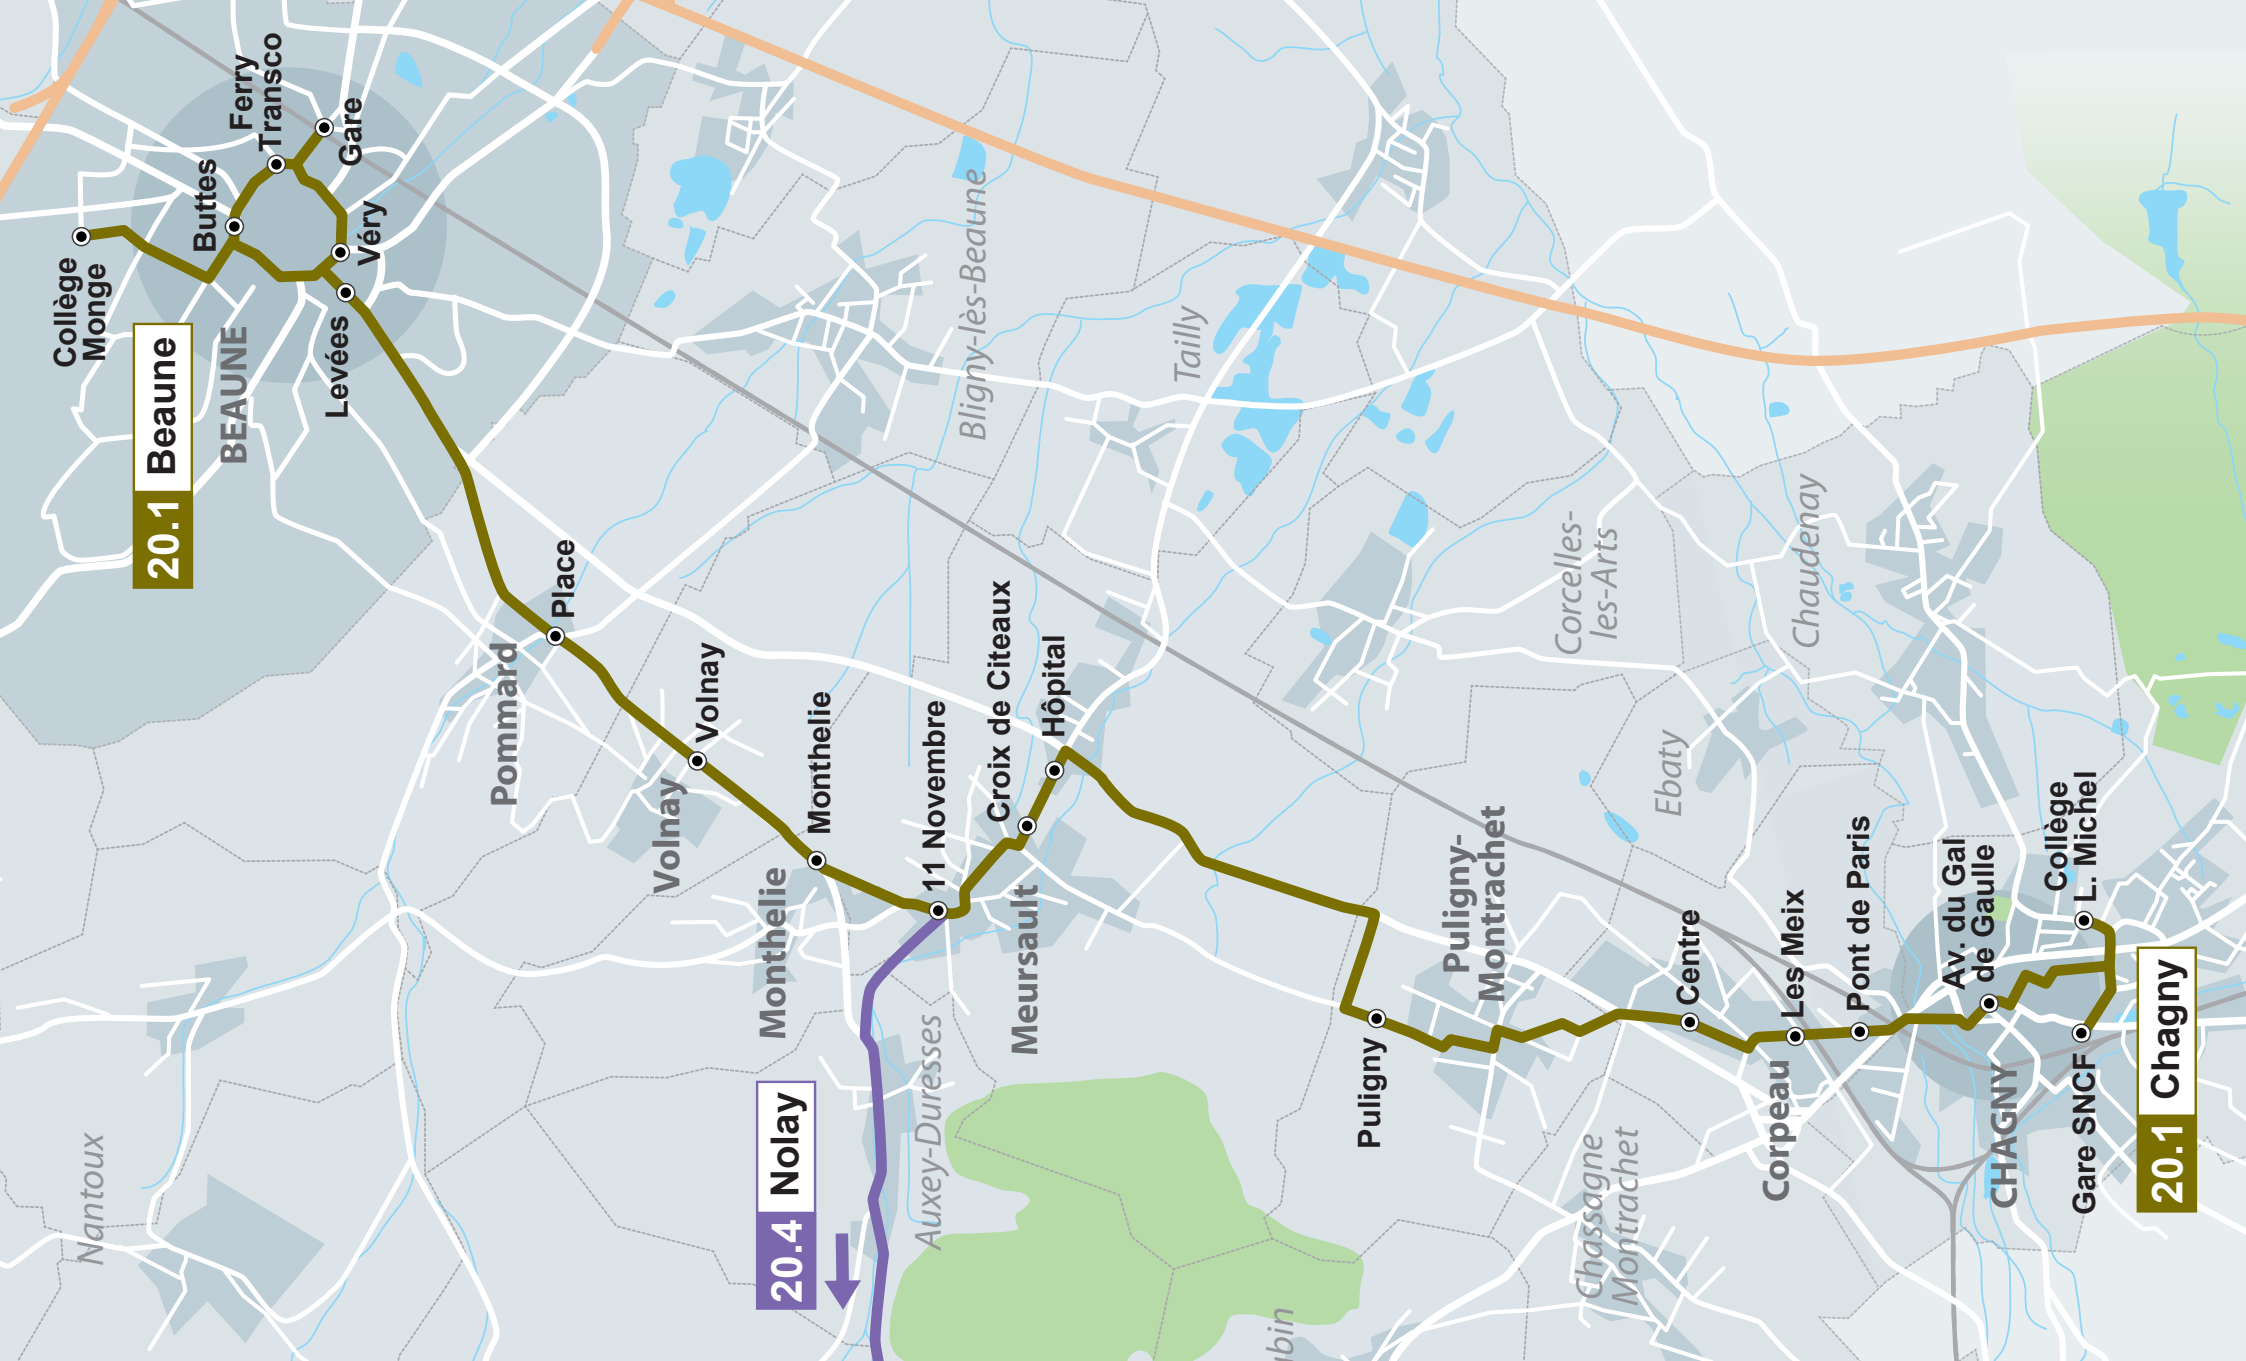 Collège
Monge
Buttes
Ferry
Transco
Gare
Véry
Levées
20.1 Beaune
BEAUNE
Place
Pommard
Volnay
Volnay
Monthelie
Monthelie
11 Novembre
Croix de Citeaux
Hôpital
Meursault
20.4 Nolay
Auxey-Duresses
Nantoux
Bligny-lès-Beaune
Tailly
Corcelles-
les-Arts
Ebaty
Chaudenay
Puligny
Puligny-
Montrachet
Chassagne
Montrachet
Centre
Les Meix
Corpeau
Pont de Paris
Av. du Gal
de Gaulle
CHAGNY
Collège
L. Michel
Gare SNCF
20.1 Chagny
bin